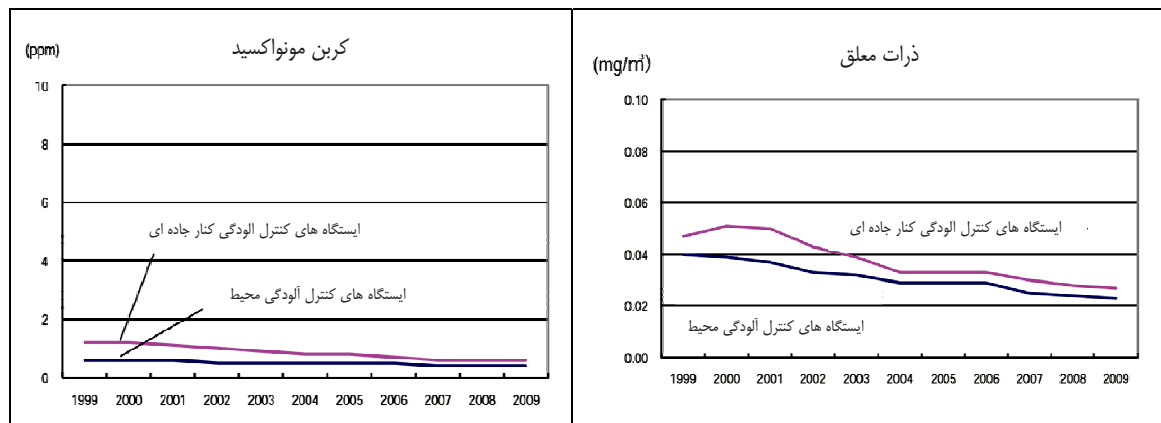 کربن مونواکسید
(ppm)
10
8
6
ایستگاه های کنترل الودگی کنار جاده ای
4
ایستگاه های کنترل آلودگی محیط
2
0
1999 2000 2001 2002 2003 2004 2005 2006 2007 2008 2009
ذرات معلق
(mg/m³)
0.10
0.08
0.06
ایستگاه های کنترل الودگی کنار جاده ای
0.04
0.02
ایستگاه های کنترل آلودگی محیط
0.00
1999 2000 2001 2002 2003 2004 2005 2006 2007 2008 2009